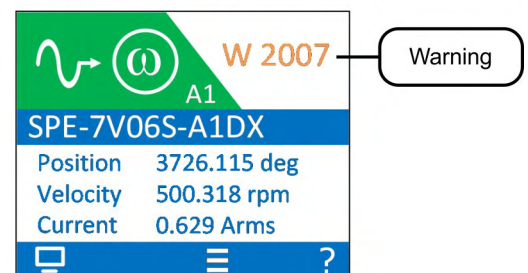 ω W 2007 Warning
A1
SPE-7V06S-A1DX
Position 3726.115 deg
Velocity 500.318 rpm
Current 0.629 Arms
?